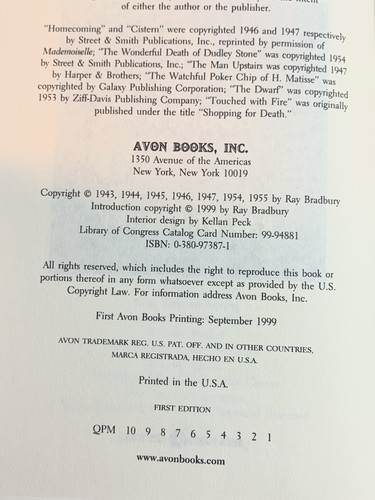 of either the author or the publisher.
"Homecoming" and "Cistern" were copyrighted 1946 and 1947 respectively
by Street & Smith Publications, Inc., reprinted by permission of
Mademoiselle; "The Wonderful Death of Dudley Stone" was copyrighted 1954
by Street & Smith Publications, Inc.; "The Man Upstairs was copyrighted 1947
by Harper & Brothers; "The Watchful Poker Chip of H. Matisse" was
copyrighted by Galaxy Publishing Corporation; "The Dwarf" was copyrighted
1953 by Ziff-Davis Publishing Company; "Touched with Fire" was originally
published under the title "Shopping for Death."
AVON BOOKS, INC.
1350 Avenue of the Americas
New York, New York 10019
Copyright © 1943, 1944, 1945, 1946, 1947, 1954, 1955 by Ray Bradbury
Introduction copyright © 1999 by Ray Bradbury
Interior design by Kellan Peck
Library of Congress Catalog Card Number: 99-94881
ISBN: 0-380-97387-1
All rights reserved, which includes the right to reproduce this book or
portions thereof in any form whatsoever except as provided by the U.S.
Copyright Law. For information address Avon Books, Inc.
First Avon Books Printing: September 1999
AVON TRADEMARK REG. U.S. PAT. OFF. AND IN OTHER COUNTRIES,
MARCA REGISTRADA, HECHO EN U.S.A.
Printed in the U.S.A.
FIRST EDITION
QPM 10 9 8 7 6 5 4 3 2 1
www.avonbooks.com